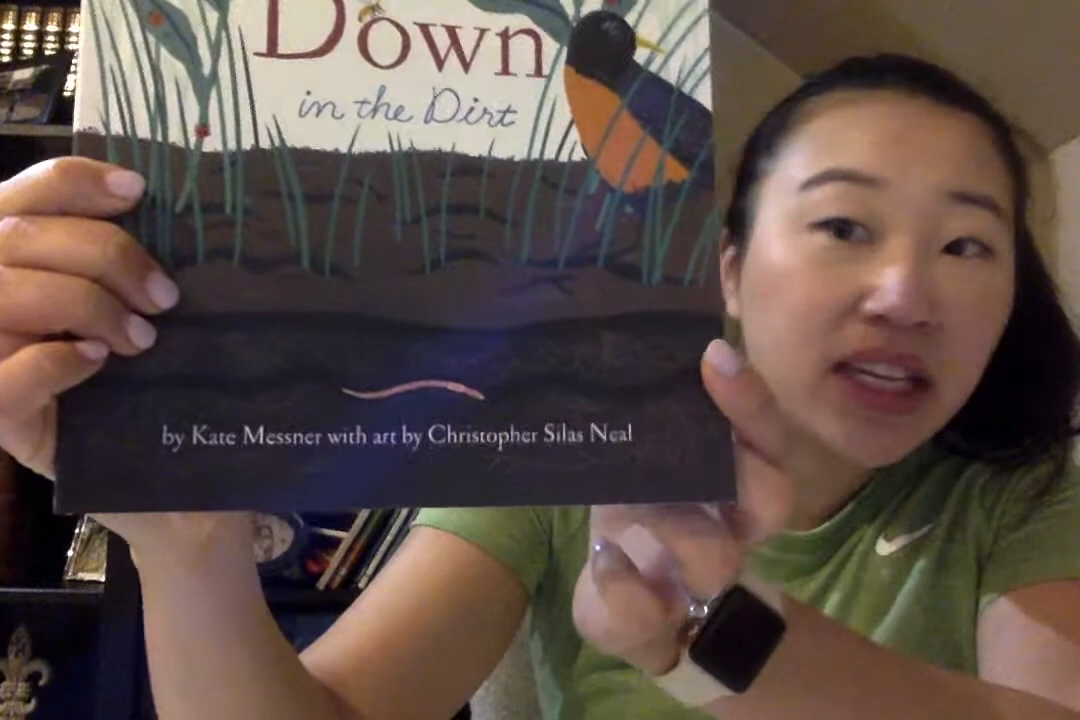 Down
in the Dirt
by Kate Messner with art by Christopher Silas Neal